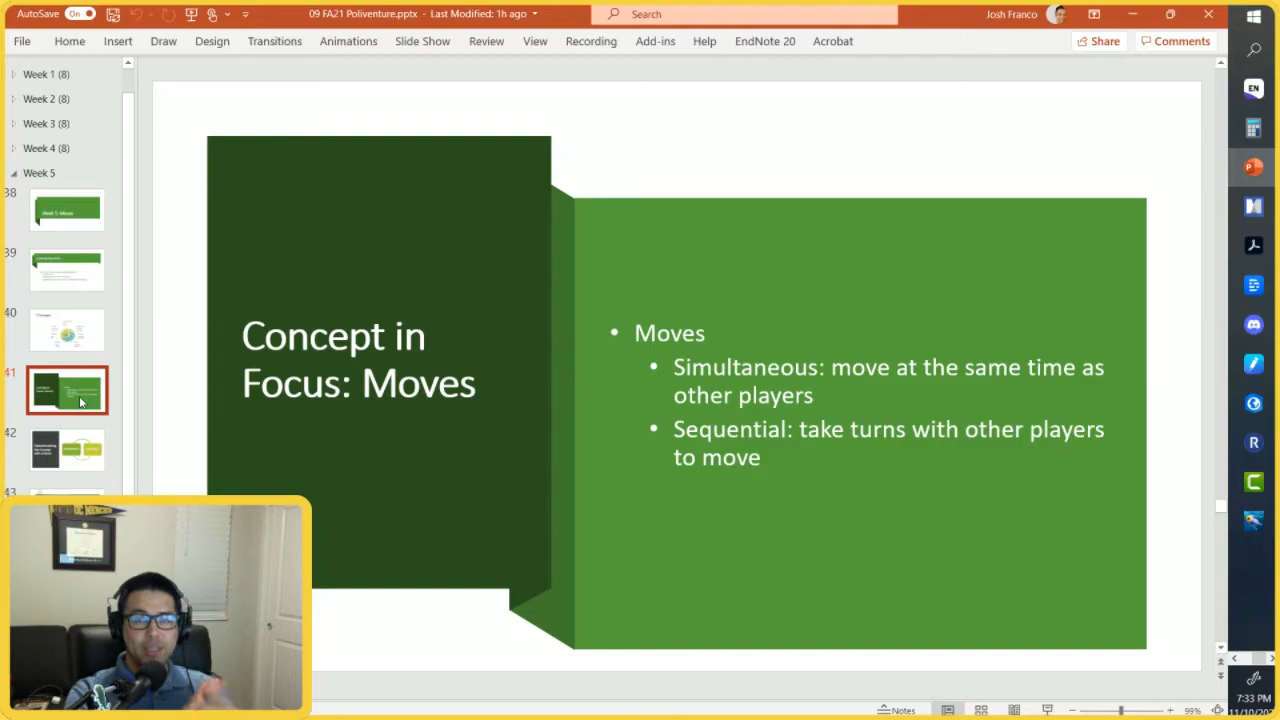 AutoSave On 09 FA21 Poliventure.pptx - Last Modified: 1h ago Search Josh Franco
File Home Insert Draw Design Transitions Animations Slide Show Review View Recording Add-ins Help EndNote 20 Acrobat Share Comments
Week 1 (8)
Week 2 (8)
Week 3 (8)
Week 4 (8)
Week 5
38
39
40
41
42
43
Concept in
Focus: Moves
• Moves
• Simultaneous: move at the same time as
other players
• Sequential: take turns with other players
to move
EN
Notes 99%
7:33 PM